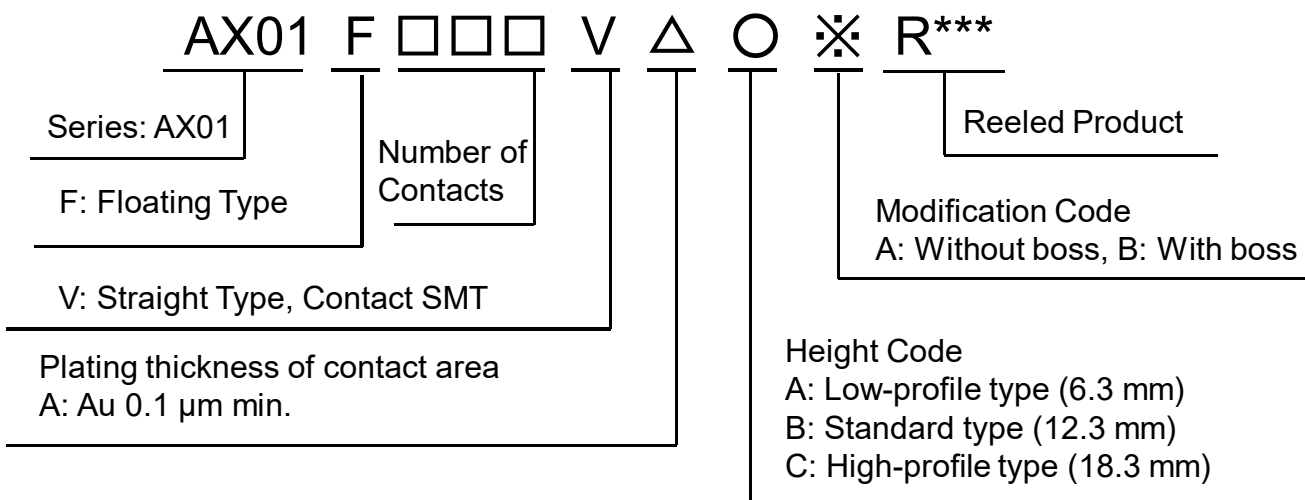 AX01 F □□□ V △ ○ ※ R***
Series: AX01
Reeled Product
Number of
Contacts
F: Floating Type
Modification Code
A: Without boss, B: With boss
V: Straight Type, Contact SMT
Plating thickness of contact area
A: Au 0.1 μm min.
Height Code
A: Low-profile type (6.3 mm)
B: Standard type (12.3 mm)
C: High-profile type (18.3 mm)